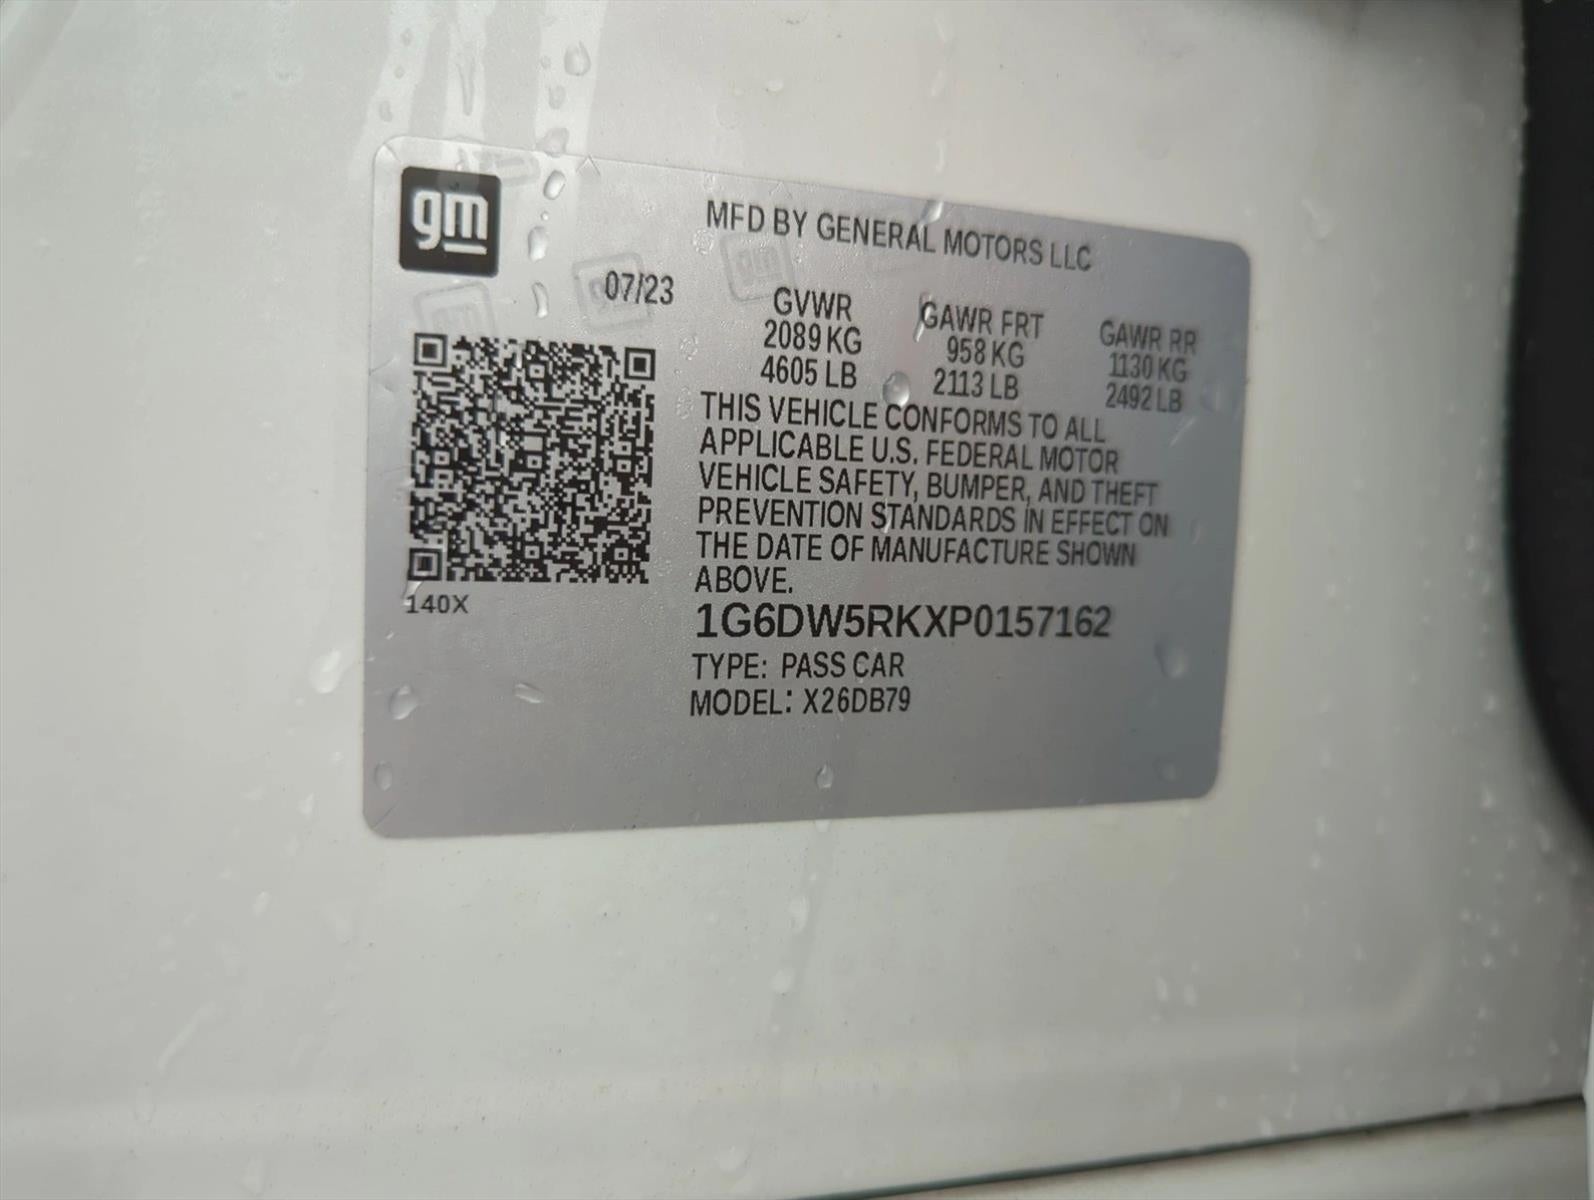 gm
MFD BY GENERAL MOTORS LLC
07/23
GVWR GAWR FRT GAWR RR
2089 KG 958 KG 1130 KG
4605 LB 2113 LB 2492 LB
THIS VEHICLE CONFORMS TO ALL
APPLICABLE U.S. FEDERAL MOTOR
VEHICLE SAFETY, BUMPER, AND THEFT
PREVENTION STANDARDS IN EFFECT ON
THE DATE OF MANUFACTURE SHOWN
ABOVE.
140X
1G6DW5RKXP0157162
TYPE: PASS CAR
MODEL: X26DB79